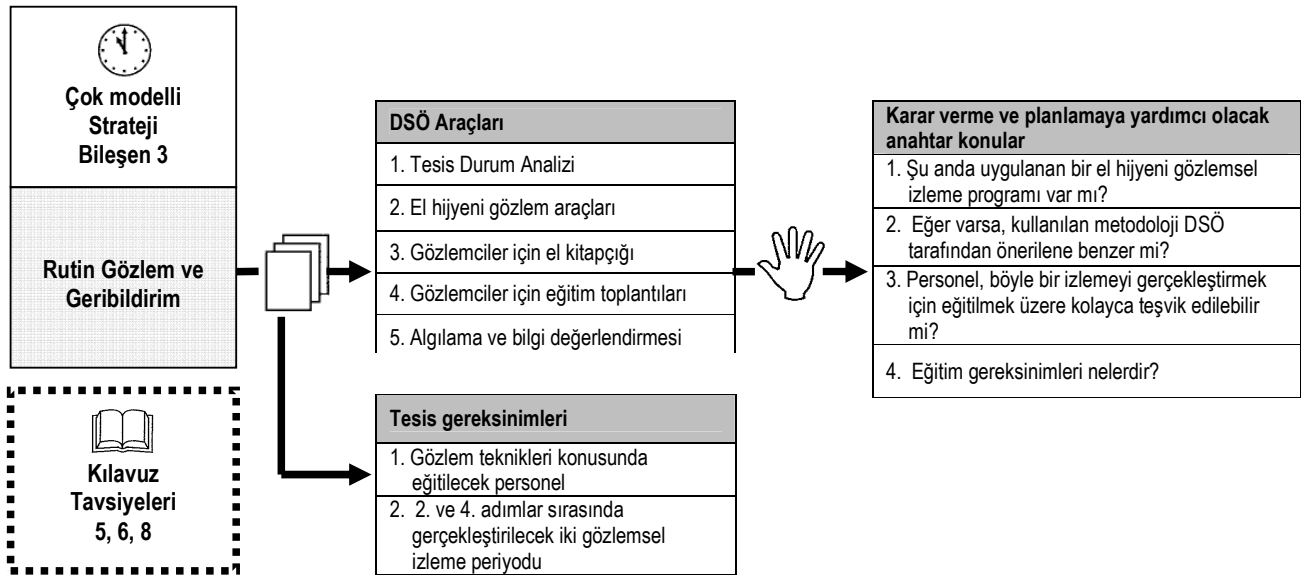 Çok modelli
Strateji
Bileşen 3
Rutin Gözlem ve
Geribildirim
Kılavuz
Tavsiyeleri
5, 6, 8
DSÖ Araçları
1. Tesis Durum Analizi
2. El hijyeni gözlem araçları
3. Gözlemciler için el kitapçığı
4. Gözlemciler için eğitim toplantıları
5. Algılama ve bilgi değerlendirmesi
Tesis gereksinimleri
1. Gözlem teknikleri konusunda
eğitilecek personel
2. 2. ve 4. adımlar sırasında
gerçekleştirilecek iki gözlemsel
izleme periyodu
Karar verme ve planlamaya yardımcı olacak
anahtar konular
1. Şu anda uygulanan bir el hijyeni gözlemsel
izleme programı var mı?
2. Eğer varsa, kullanılan metodoloji DSÖ
tarafından önerilene benzer mi?
3. Personel, böyle bir izlemeyi gerçekleştirmek
için eğitilmek üzere kolayca teşvik edilebilir
mi?
4. Eğitim gereksinimleri nelerdir?